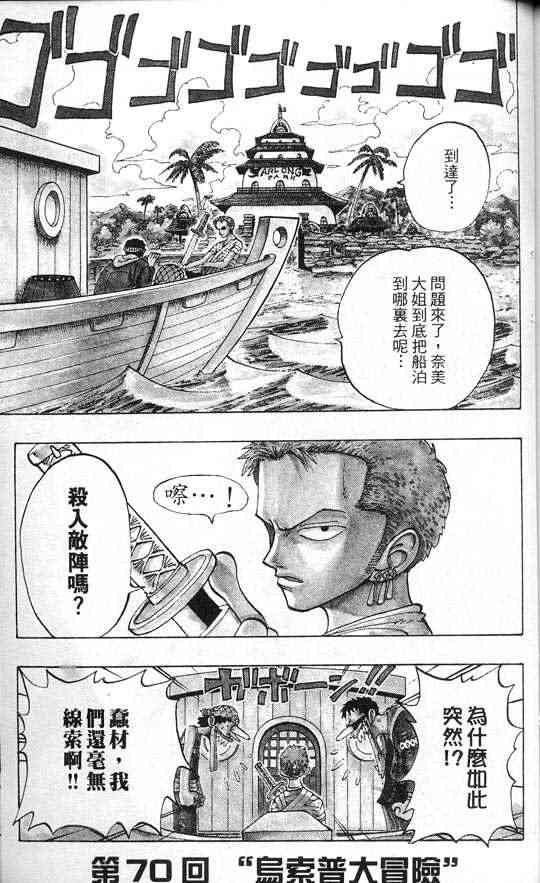 ゴゴゴゴゴゴゴゴゴ
到達了…
ARLONG
PARK
問題來了，奈美
大姐到底把船泊
到哪裏去呢…
嚓…！
殺入敵陣嗎？
ガボーン!!
為什麼如此
突然!?
蠢材，我
們還毫無
線索啊!!
第70回 “烏索普大冒險”